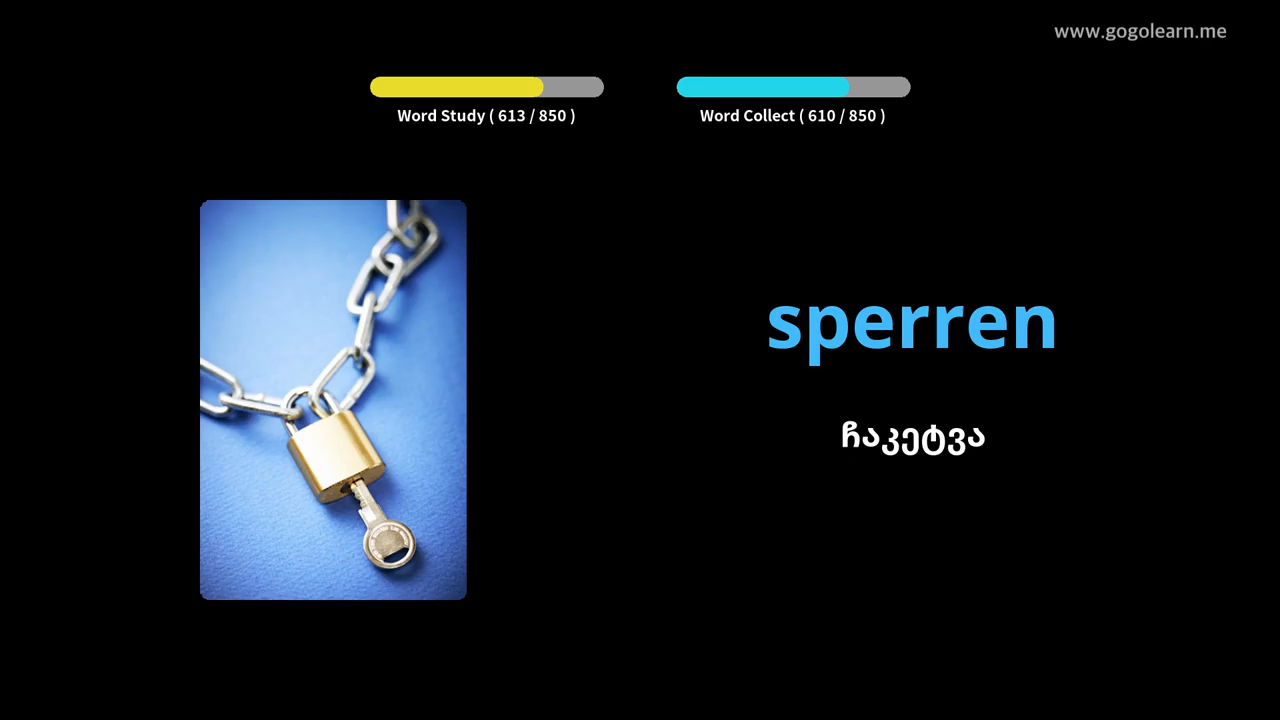 www.gogolearn.me
Word Study ( 613 / 850 )
Word Collect ( 610 / 850 )
sperren
ჩაკეტვა